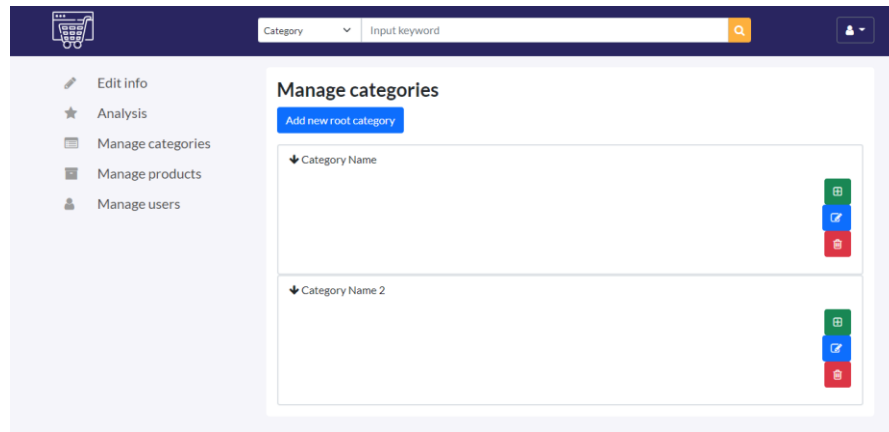 Category
Input keyword
Edit info
Analysis
Manage categories
Manage products
Manage users
Manage categories
Add new root category
Category Name
Category Name 2